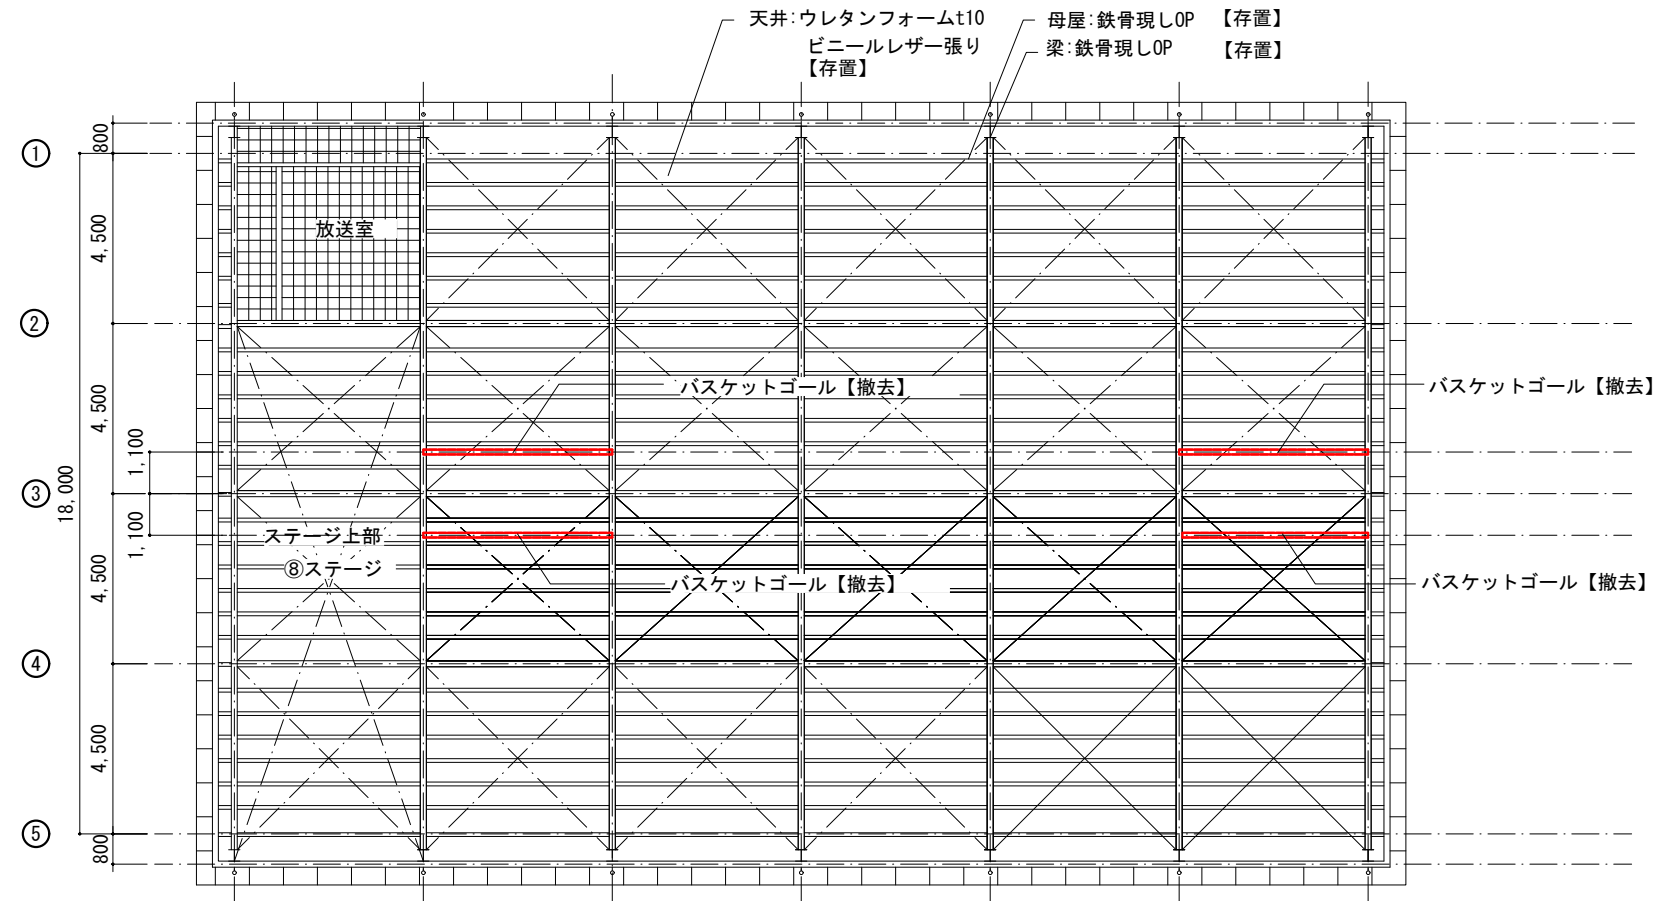 天井:ウレタンフォームt10
ビニールレザー張り
【存置】
母屋:鉄骨現しOP 【存置】
梁:鉄骨現しOP 【存置】
800
①
4,500
放送室
②
4,500
バスケットゴール【撤去】
バスケットゴール【撤去】
1,100
③
18,000
1,100
ステージ上部
⑧ステージ
4,500
バスケットゴール【撤去】
バスケットゴール【撤去】
④
4,500
⑤
800